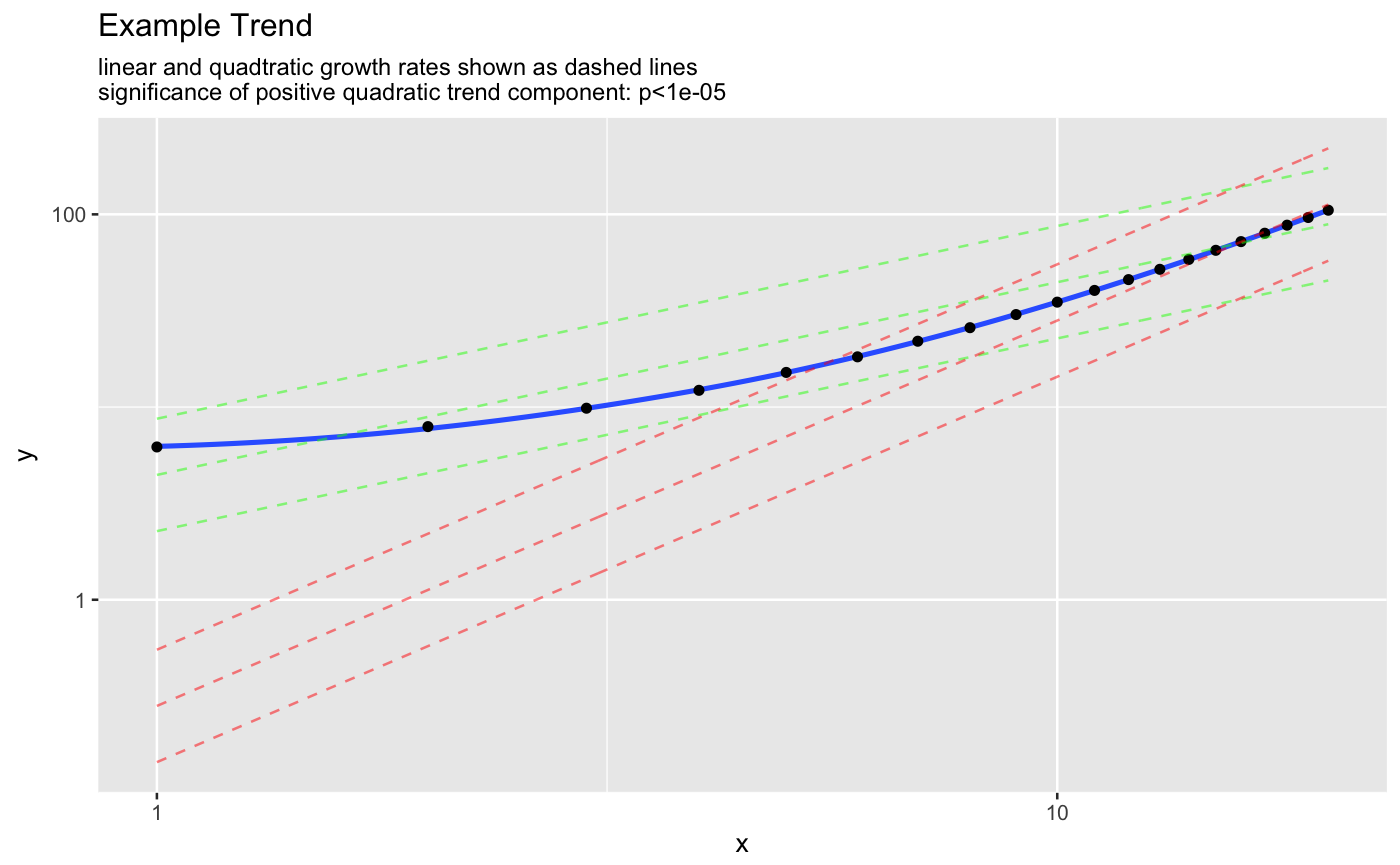 Example Trend
linear and quadtratic growth rates shown as dashed lines
significance of positive quadratic trend component: p<1e-05
100
y
1
1
10
x